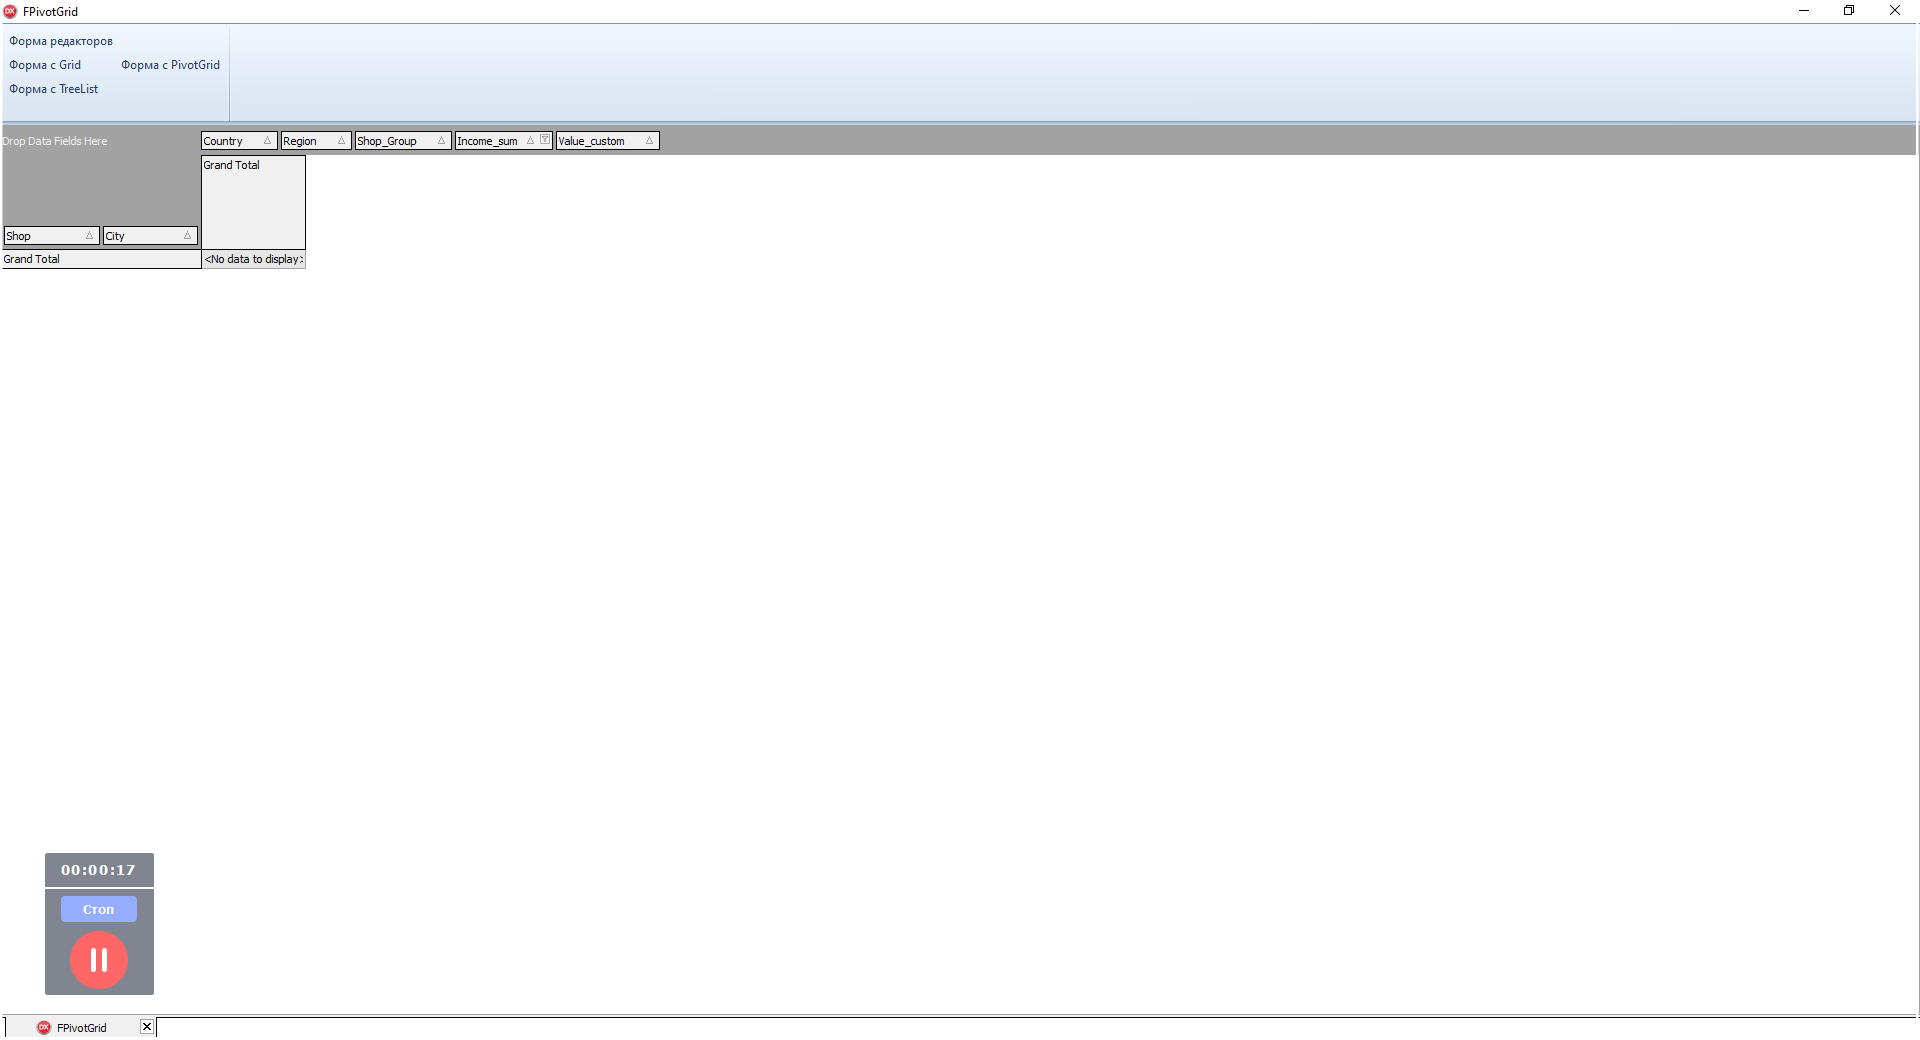 FPivotGrid
Форма редакторов
Форма с Grid Форма с PivotGrid
Форма с TreeList
Drop Data Fields Here Country Region Shop_Group Income_sum Value_custom
Grand Total
Shop City
Grand Total <No data to display>
00:00:17
Стоп
FPivotGrid